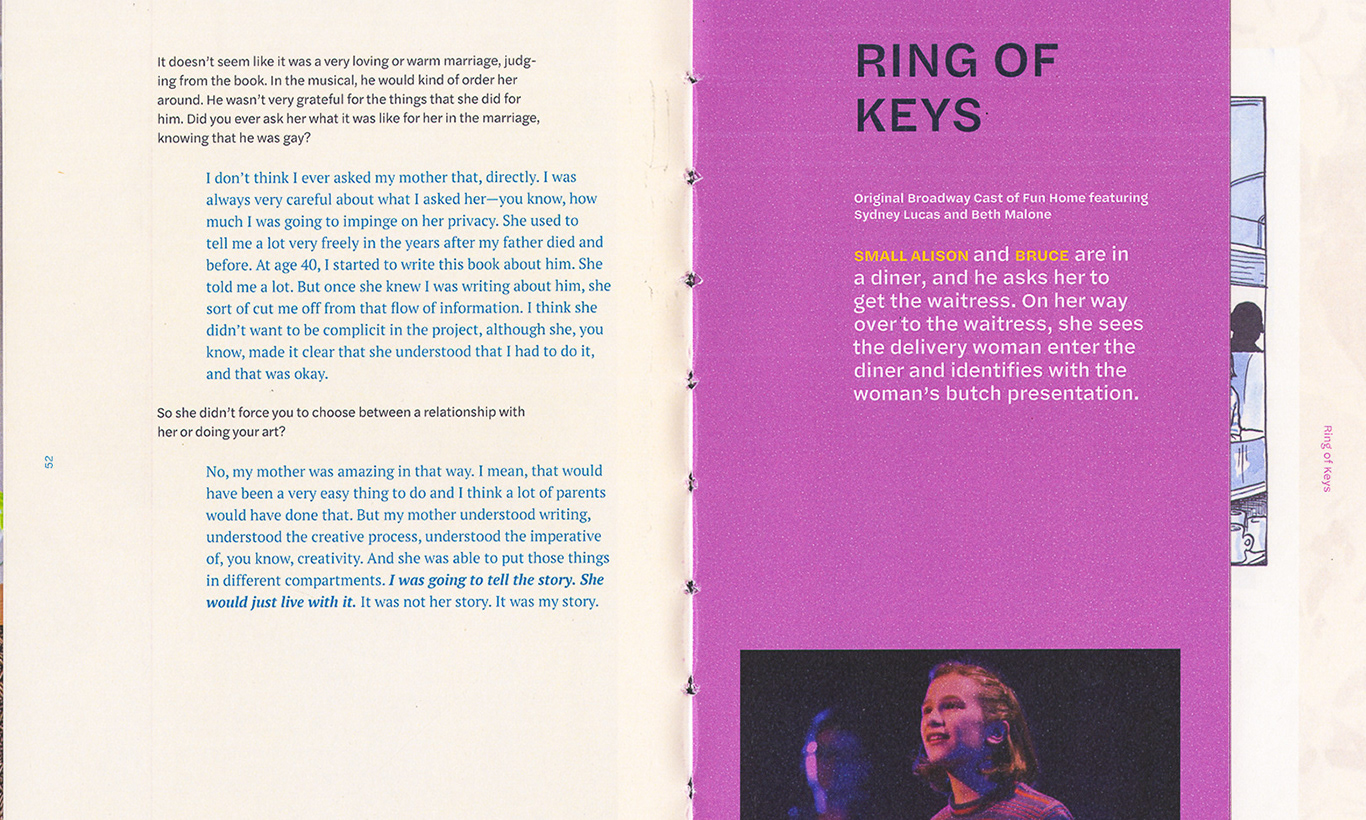 It doesn’t seem like it was a very loving or warm marriage, judg-
ing from the book. In the musical, he would kind of order her
around. He wasn’t very grateful for the things that she did for
him. Did you ever ask her what it was like for her in the marriage,
knowing that he was gay?
I don’t think I ever asked my mother that, directly. I was
always very careful about what I asked her—you know, how
much I was going to impinge on her privacy. She used to
tell me a lot very freely in the years after my father died and
before. At age 40, I started to write this book about him. She
told me a lot. But once she knew I was writing about him, she
sort of cut me off from that flow of information. I think she
didn’t want to be complicit in the project, although she, you
know, made it clear that she understood that I had to do it,
and that was okay.
So she didn’t force you to choose between a relationship with
her or doing your art?
No, my mother was amazing in that way. I mean, that would
have been a very easy thing to do and I think a lot of parents
would have done that. But my mother understood writing,
understood the creative process, understood the imperative
of, you know, creativity. And she was able to put those things
in different compartments. I was going to tell the story. She
would just live with it. It was not her story. It was my story.
52
RING OF
KEYS
Original Broadway Cast of Fun Home featuring
Sydney Lucas and Beth Malone
SMALL ALISON and BRUCE are in
a diner, and he asks her to
get the waitress. On her way
over to the waitress, she sees
the delivery woman enter the
diner and identifies with the
woman’s butch presentation.
Ring of Keys